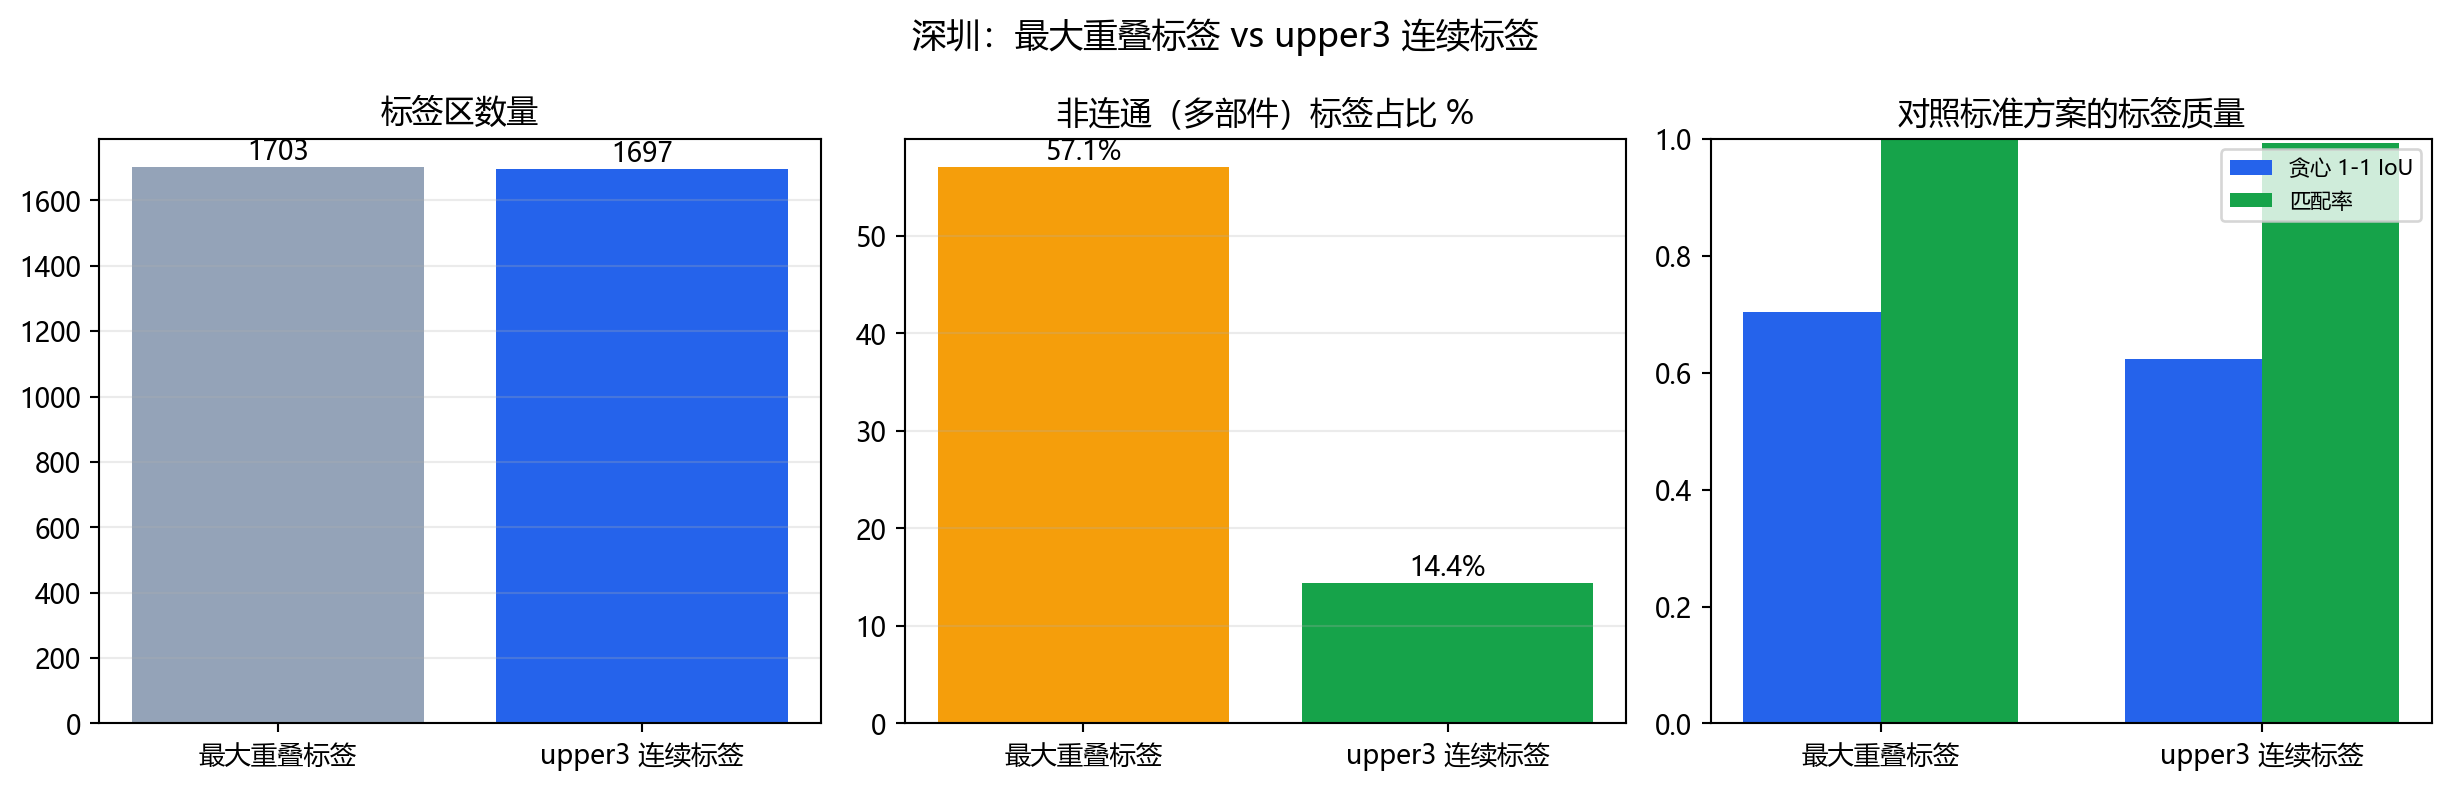 深圳：最大重叠标签 vs upper3 连续标签
标签区数量
1703
1697
1600
1400
1200
1000
800
600
400
200
0
最大重叠标签
upper3 连续标签
非连通（多部件）标签占比 %
57.1%
14.4%
50
40
30
20
10
0
最大重叠标签
upper3 连续标签
对照标准方案的标签质量
贪心 1-1 IoU
匹配率
1.0
0.8
0.6
0.4
0.2
0.0
最大重叠标签
upper3 连续标签